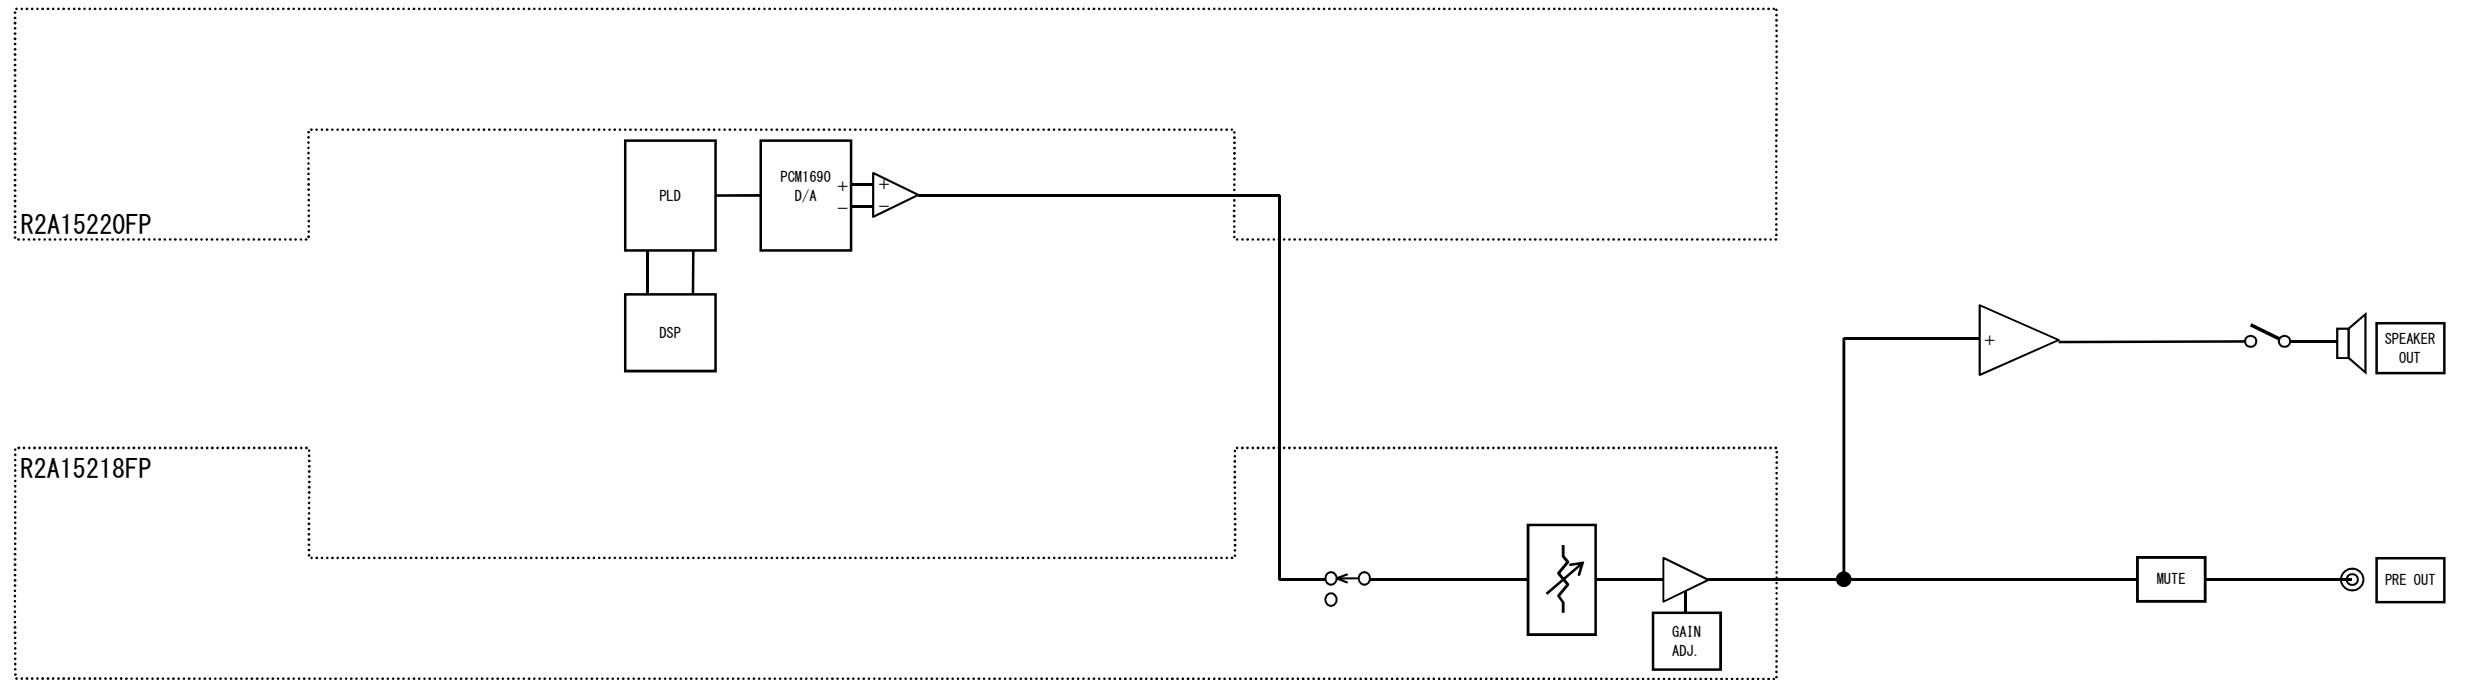 PLD
PCM1690
D/A
+
−
+
−
R2A15220FP
DSP
+
SPEAKER
OUT
R2A15218FP
MUTE
PRE OUT
GAIN
ADJ.